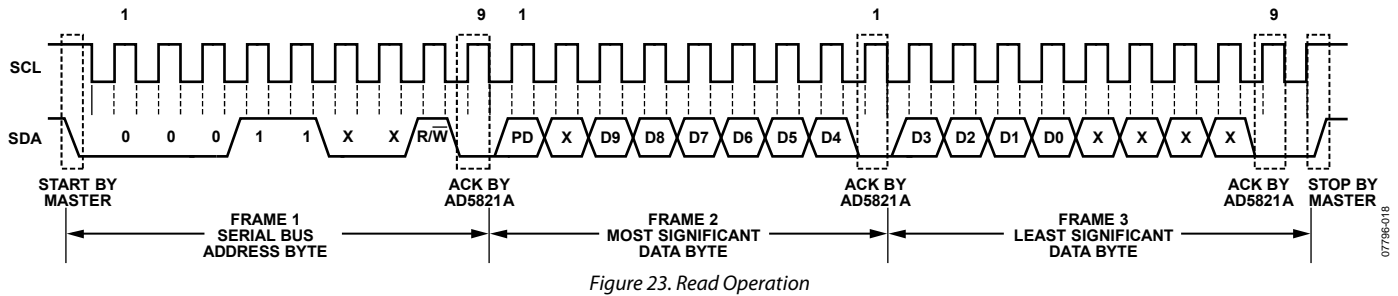 1 9 1 1 9
SCL
SDA 0 0 0 1 1 X X R/W̅ PD X D9 D8 D7 D6 D5 D4 D3 D2 D1 D0 X X X X
START BY
MASTER
ACK BY
AD5821A
ACK BY
AD5821A
ACK BY
AD5821A
STOP BY
MASTER
FRAME 1
SERIAL BUS
ADDRESS BYTE
FRAME 2
MOST SIGNIFICANT
DATA BYTE
FRAME 3
LEAST SIGNIFICANT
DATA BYTE
07796-018
Figure 23. Read Operation